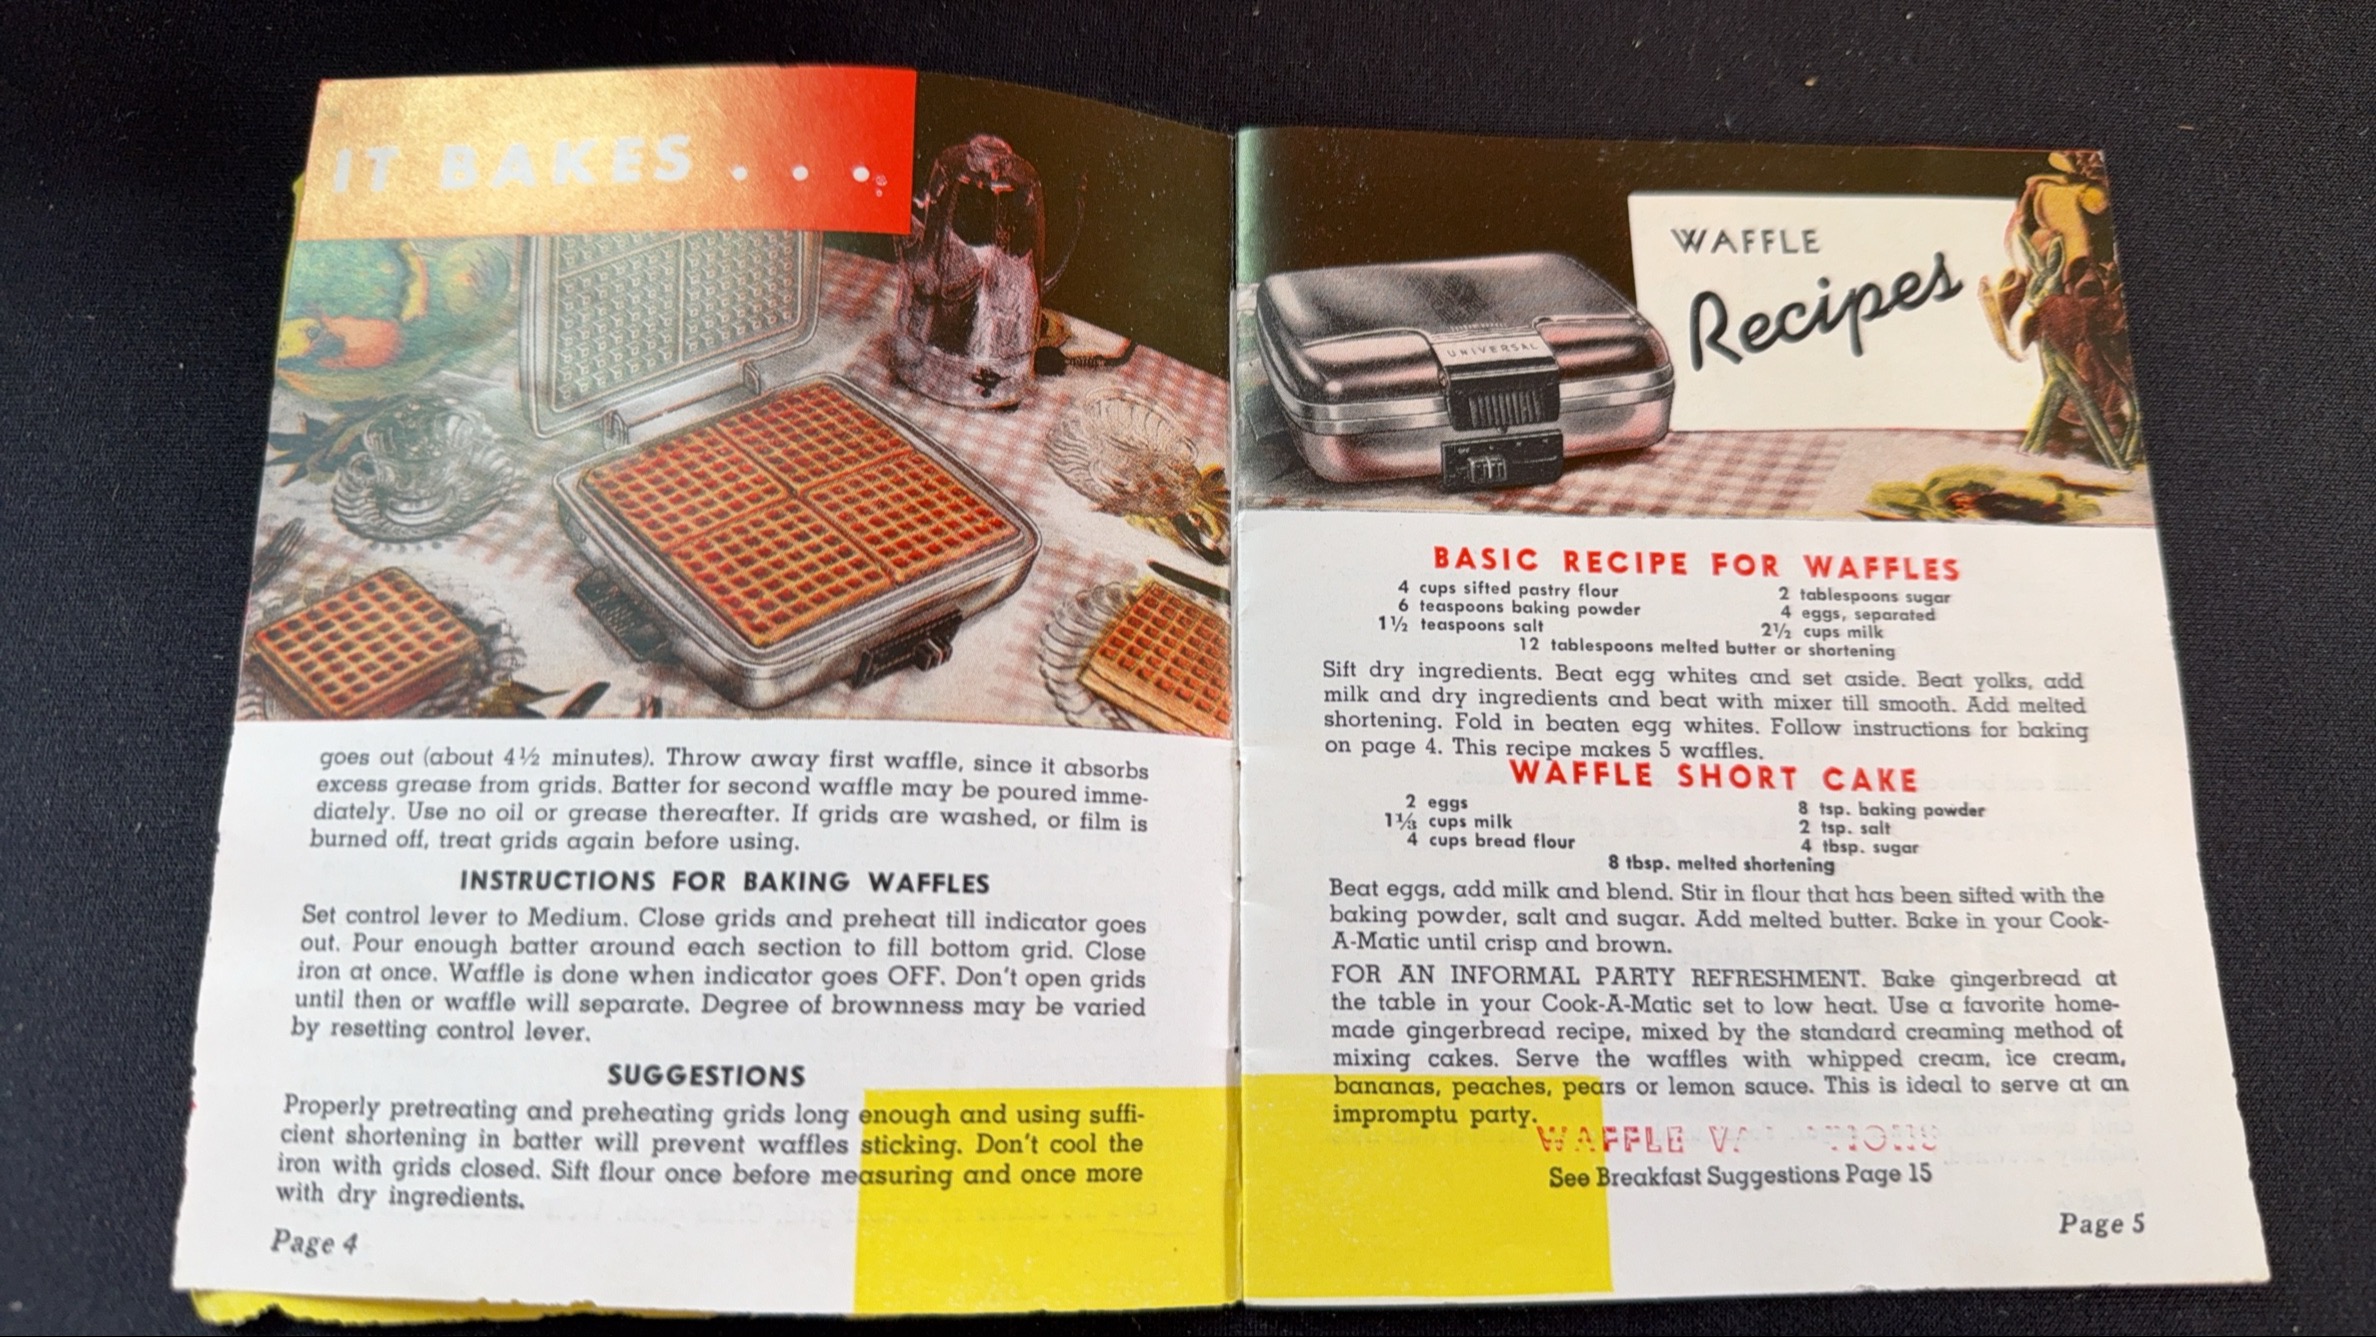 IT BAKES . . .
goes out (about 4½ minutes). Throw away first waffle, since it absorbs
excess grease from grids. Batter for second waffle may be poured imme-
diately. Use no oil or grease thereafter. If grids are washed, or film is
burned off, treat grids again before using.
INSTRUCTIONS FOR BAKING WAFFLES
Set control lever to Medium. Close grids and preheat till indicator goes
out. Pour enough batter around each section to fill bottom grid. Close
iron at once. Waffle is done when indicator goes OFF. Don't open grids
until then or waffle will separate. Degree of brownness may be varied
by resetting control lever.
SUGGESTIONS
Properly pretreating and preheating grids long enough and using suffi-
cient shortening in batter will prevent waffles sticking. Don't cool the
iron with grids closed. Sift flour once before measuring and once more
with dry ingredients.
Page 4
WAFFLE
Recipes
UNIVERSAL
BASIC RECIPE FOR WAFFLES
4 cups sifted pastry flour 2 tablespoons sugar
6 teaspoons baking powder 4 eggs, separated
1½ teaspoons salt 2½ cups milk
12 tablespoons melted butter or shortening
Sift dry ingredients. Beat egg whites and set aside. Beat yolks, add
milk and dry ingredients and beat with mixer till smooth. Add melted
shortening. Fold in beaten egg whites. Follow instructions for baking
on page 4. This recipe makes 5 waffles.
WAFFLE SHORT CAKE
2 eggs 8 tsp. baking powder
1⅓ cups milk 2 tsp. salt
4 cups bread flour 4 tbsp. sugar
8 tbsp. melted shortening
Beat eggs, add milk and blend. Stir in flour that has been sifted with the
baking powder, salt and sugar. Add melted butter. Bake in your Cook-
A-Matic until crisp and brown.
FOR AN INFORMAL PARTY REFRESHMENT. Bake gingerbread at
the table in your Cook-A-Matic set to low heat. Use a favorite home-
made gingerbread recipe, mixed by the standard creaming method of
mixing cakes. Serve the waffles with whipped cream, ice cream,
bananas, peaches, pears or lemon sauce. This is ideal to serve at an
impromptu party.
WAFFLE
See Breakfast Suggestions Page 15
Page 5